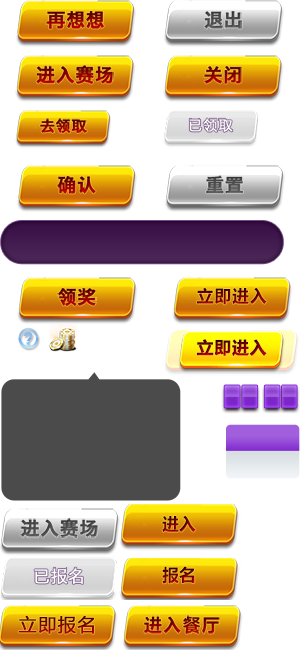 再想想
退出
进入赛场
关闭
去领取
已领取
确认
重置
领奖
立即进入
?
立即进入
进入赛场
进入
已报名
报名
立即报名
进入餐厅